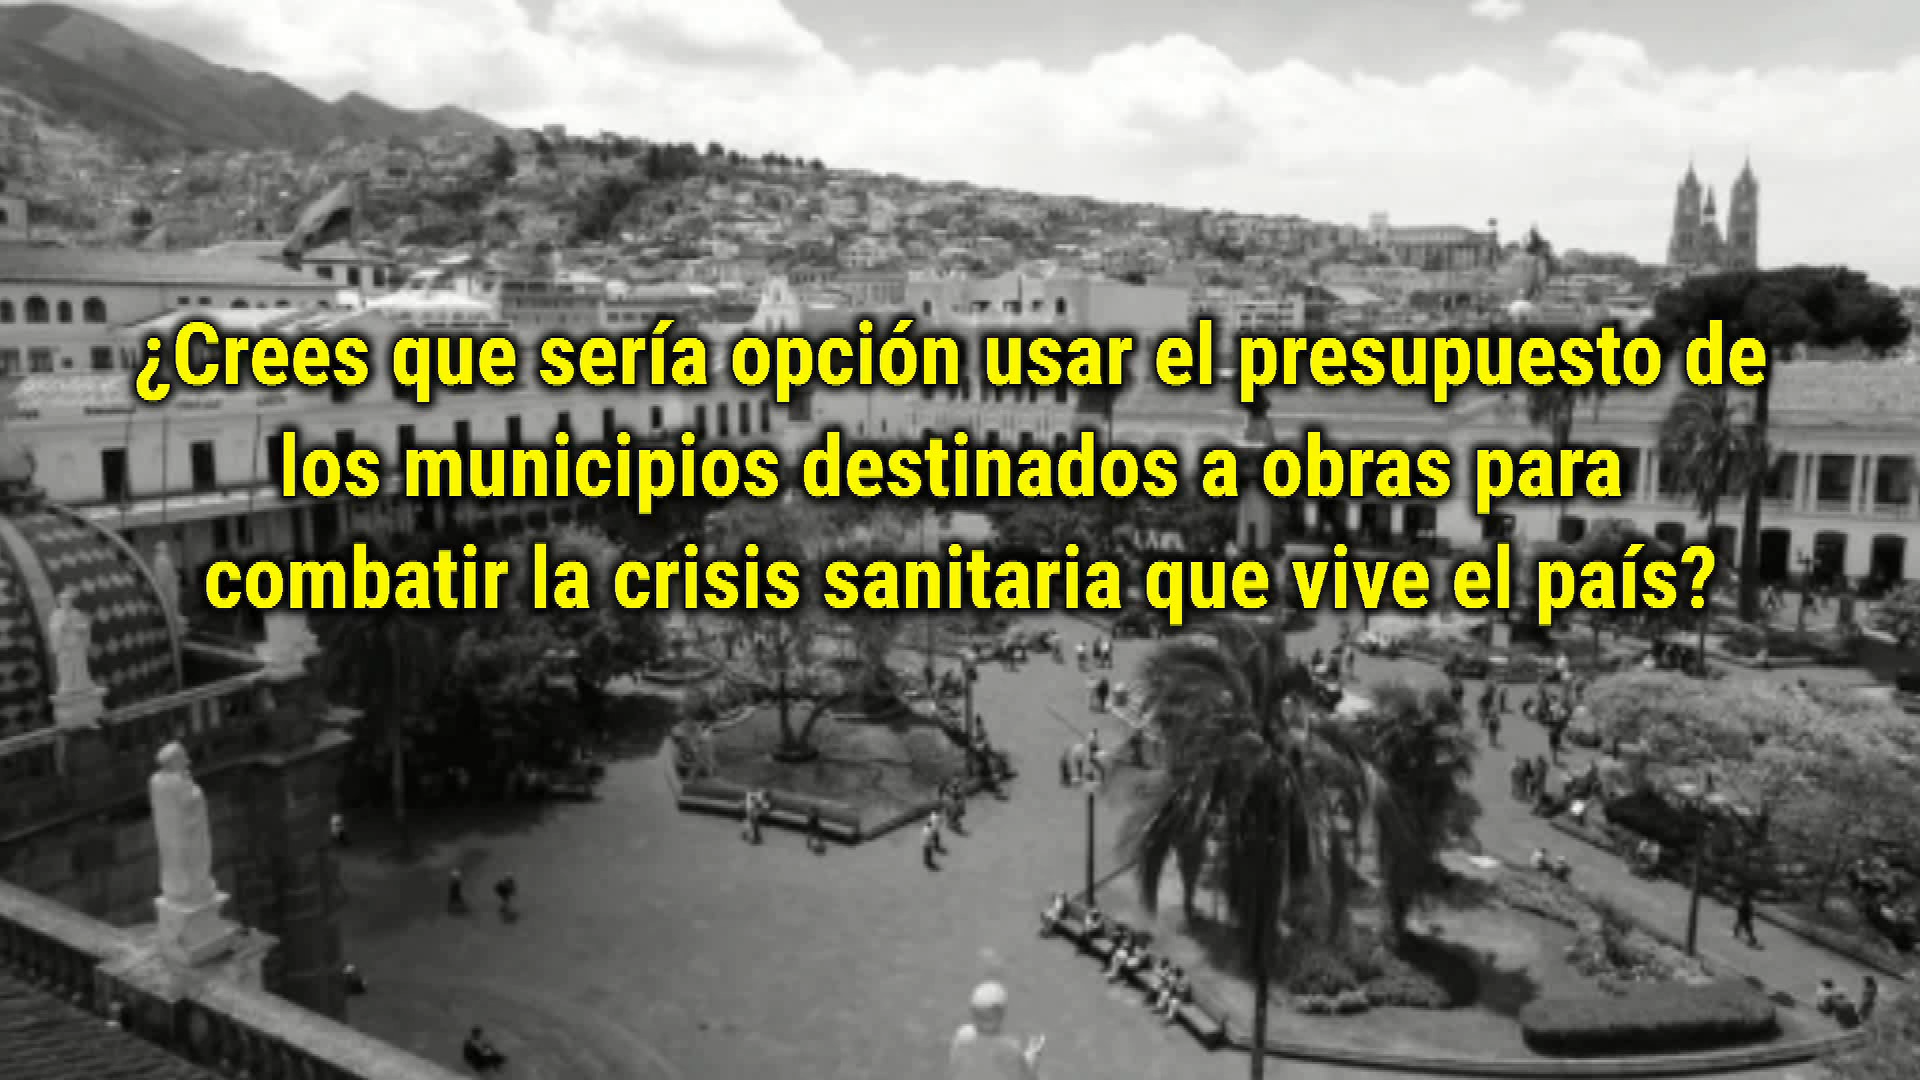 ¿Crees que sería opción usar el presupuesto de
los municipios destinados a obras para
combatir la crisis sanitaria que vive el país?